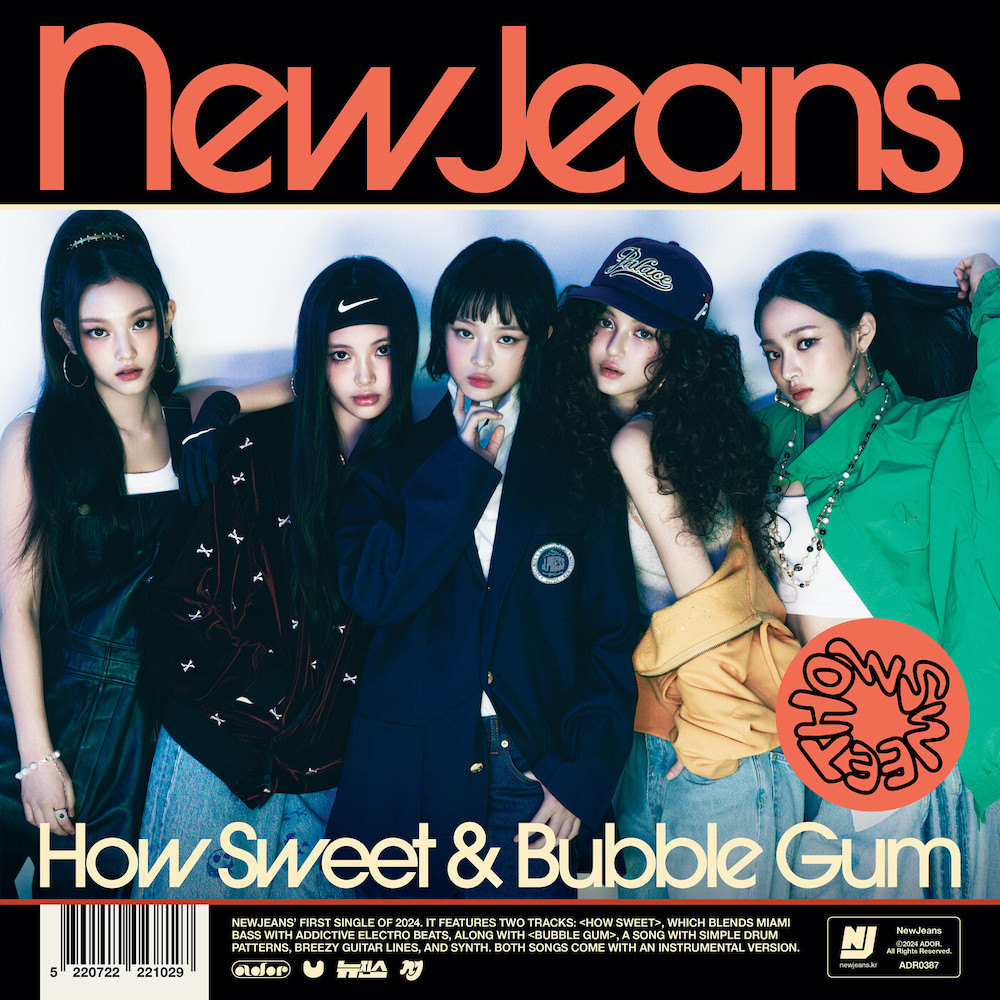 NewJeans
Palace
HOW SWEET
How Sweet & Bubble Gum
5 220722 221029
NEWJEANS' FIRST SINGLE OF 2024. IT FEATURES TWO TRACKS: <HOW SWEET>, WHICH BLENDS MIAMI
BASS WITH ADDICTIVE ELECTRO BEATS, ALONG WITH <BUBBLE GUM>, A SONG WITH SIMPLE DRUM
PATTERNS, BREEZY GUITAR LINES, AND SYNTH. BOTH SONGS COME WITH AN INSTRUMENTAL VERSION.
ador
뉴진스
NJ
NJ
newjeans.kr
NewJeans
©2024 ADOR.
All Rights Reserved.
ADR0387